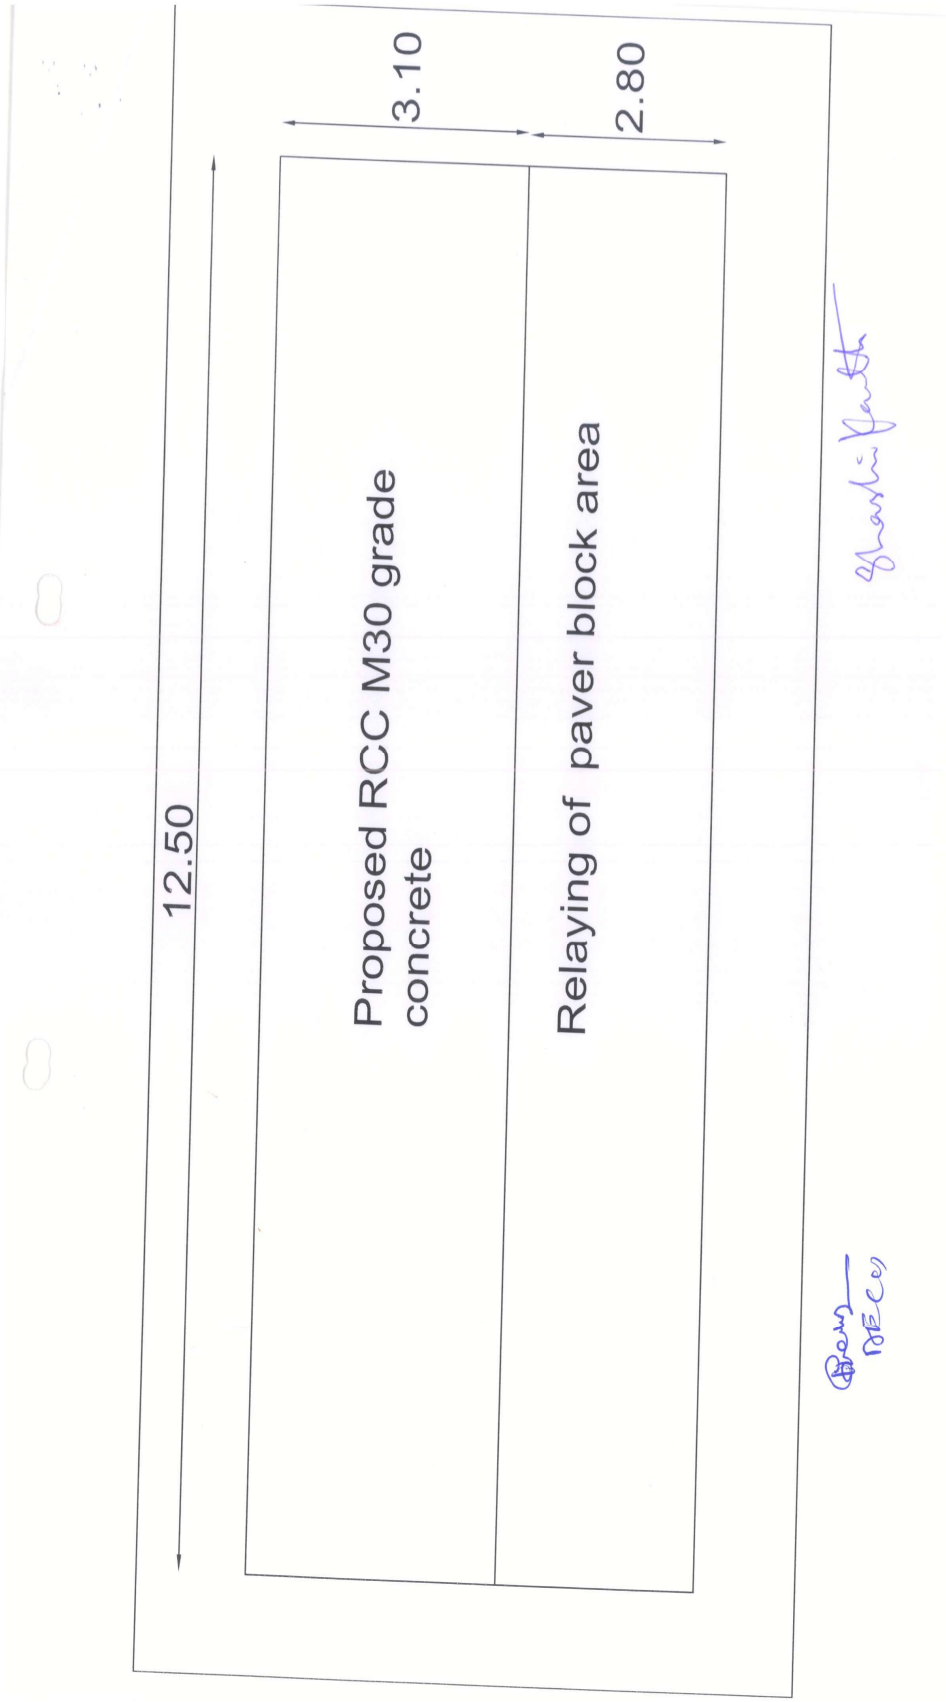 12.50
3.10
Proposed RCC M30 grade
concrete
2.80
Relaying of  paver block area